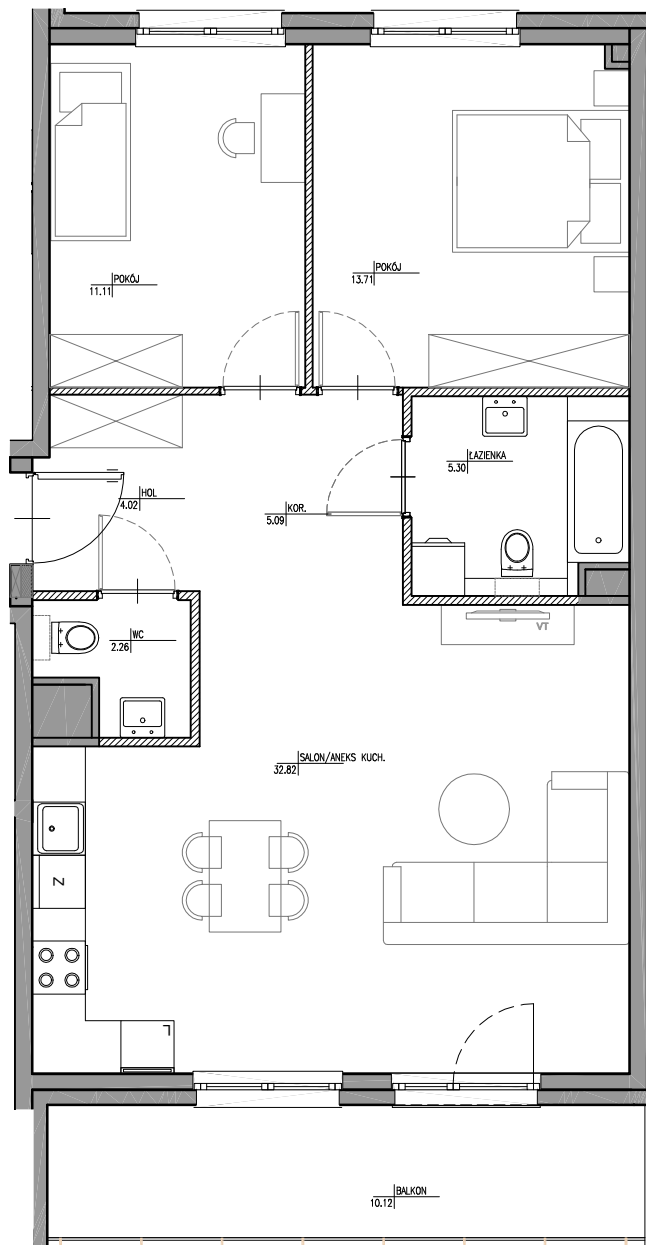 POKÓJ
11.11
POKÓJ
13.71
ŁAZIENKA
5.30
HOL
4.02
KOR.
5.09
WC
2.26
VT
SALON/ANEKS KUCH.
32.82
Z
BALKON
10.12